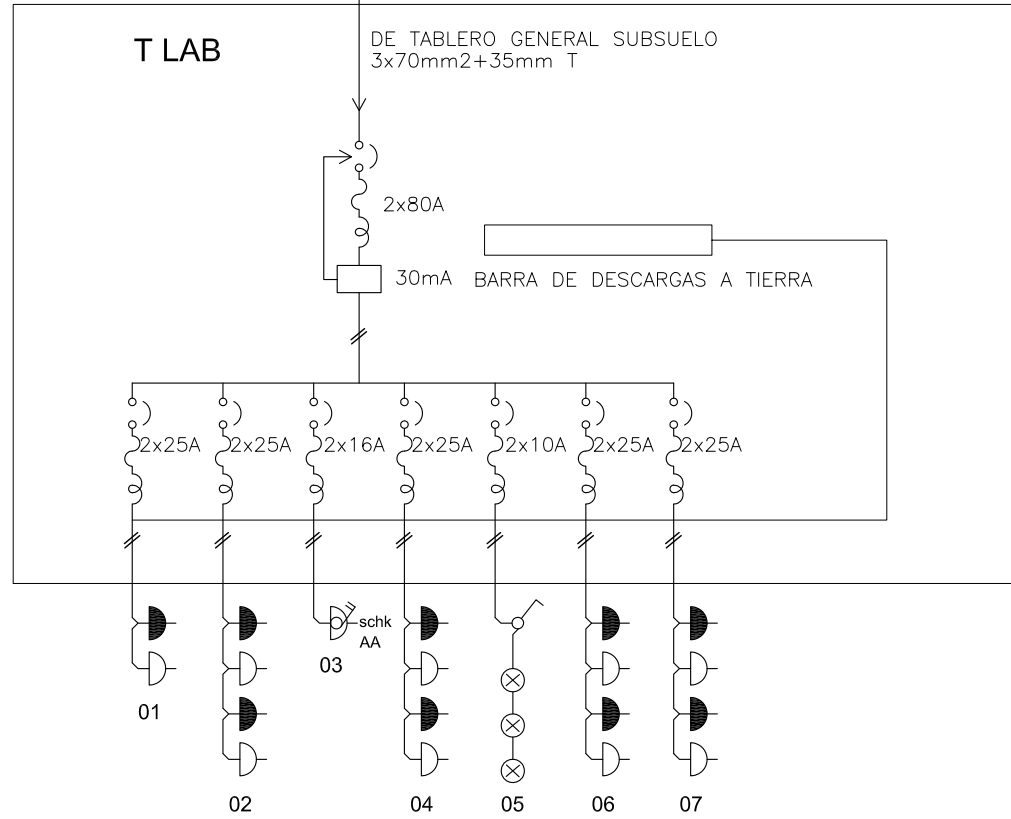 T LAB
DE TABLERO GENERAL SUBSUELO
3x70mm2+35mm T
2x80A
30mA
BARRA DE DESCARGAS A TIERRA
2x25A
2x25A
2x16A
2x25A
2x10A
2x25A
2x25A
schk
AA
03
01
02
04
05
06
07